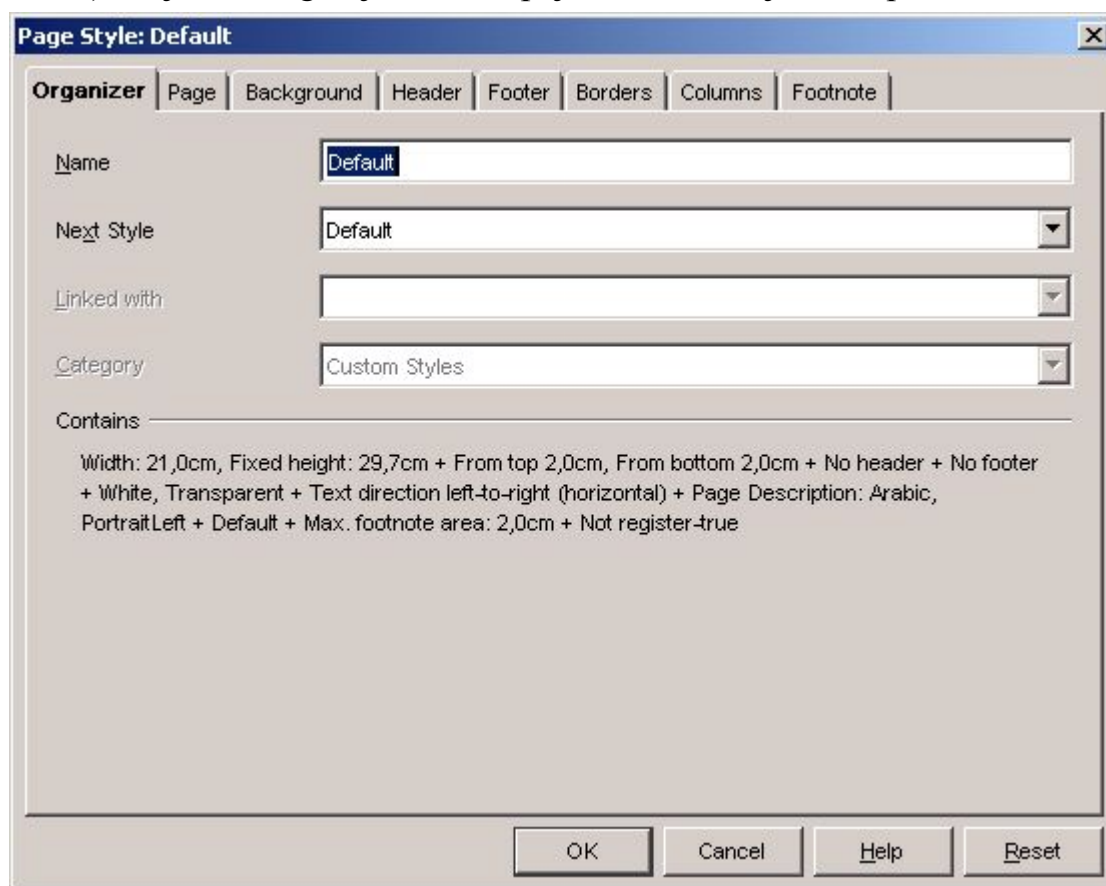 Page Style: Default
Organizer Page Background Header Footer Borders Columns Footnote
Name Default
Next Style Default
Linked with
Category Custom Styles
Contains
Width: 21,0cm, Fixed height: 29,7cm + From top 2,0cm, From bottom 2,0cm + No header + No footer
+ White, Transparent + Text direction left-to-right (horizontal) + Page Description: Arabic,
PortraitLeft + Default + Max. footnote area: 2,0cm + Not register-true
OK Cancel Help Reset